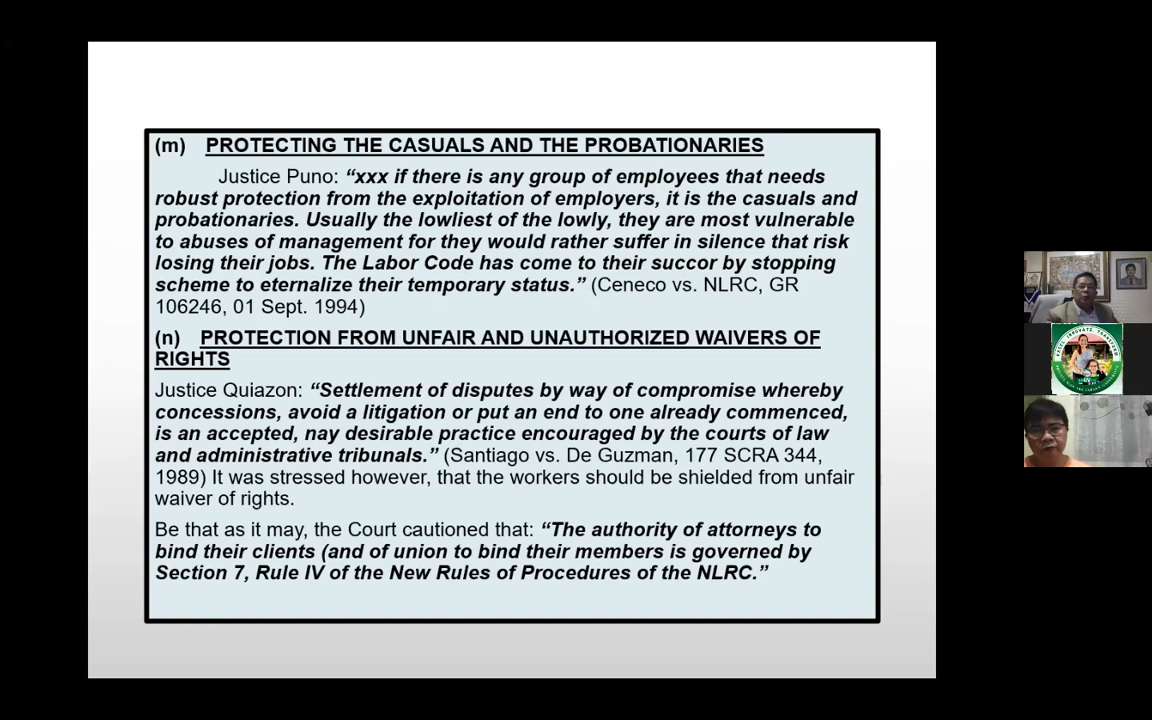 (m) PROTECTING THE CASUALS AND THE PROBATIONARIES
Justice Puno: “xxx if there is any group of employees that needs
robust protection from the exploitation of employers, it is the casuals and
probationaries. Usually the lowliest of the lowly, they are most vulnerable
to abuses of management for they would rather suffer in silence that risk
losing their jobs. The Labor Code has come to their succor by stopping
scheme to eternalize their temporary status.” (Ceneco vs. NLRC, GR
106246, 01 Sept. 1994)
(n) PROTECTION FROM UNFAIR AND UNAUTHORIZED WAIVERS OF
RIGHTS
Justice Quiazon: “Settlement of disputes by way of compromise whereby
concessions, avoid a litigation or put an end to one already commenced,
is an accepted, nay desirable practice encouraged by the courts of law
and administrative tribunals.” (Santiago vs. De Guzman, 177 SCRA 344,
1989) It was stressed however, that the workers should be shielded from unfair
waiver of rights.
Be that as it may, the Court cautioned that: “The authority of attorneys to
bind their clients (and of union to bind their members is governed by
Section 7, Rule IV of the New Rules of Procedures of the NLRC.”